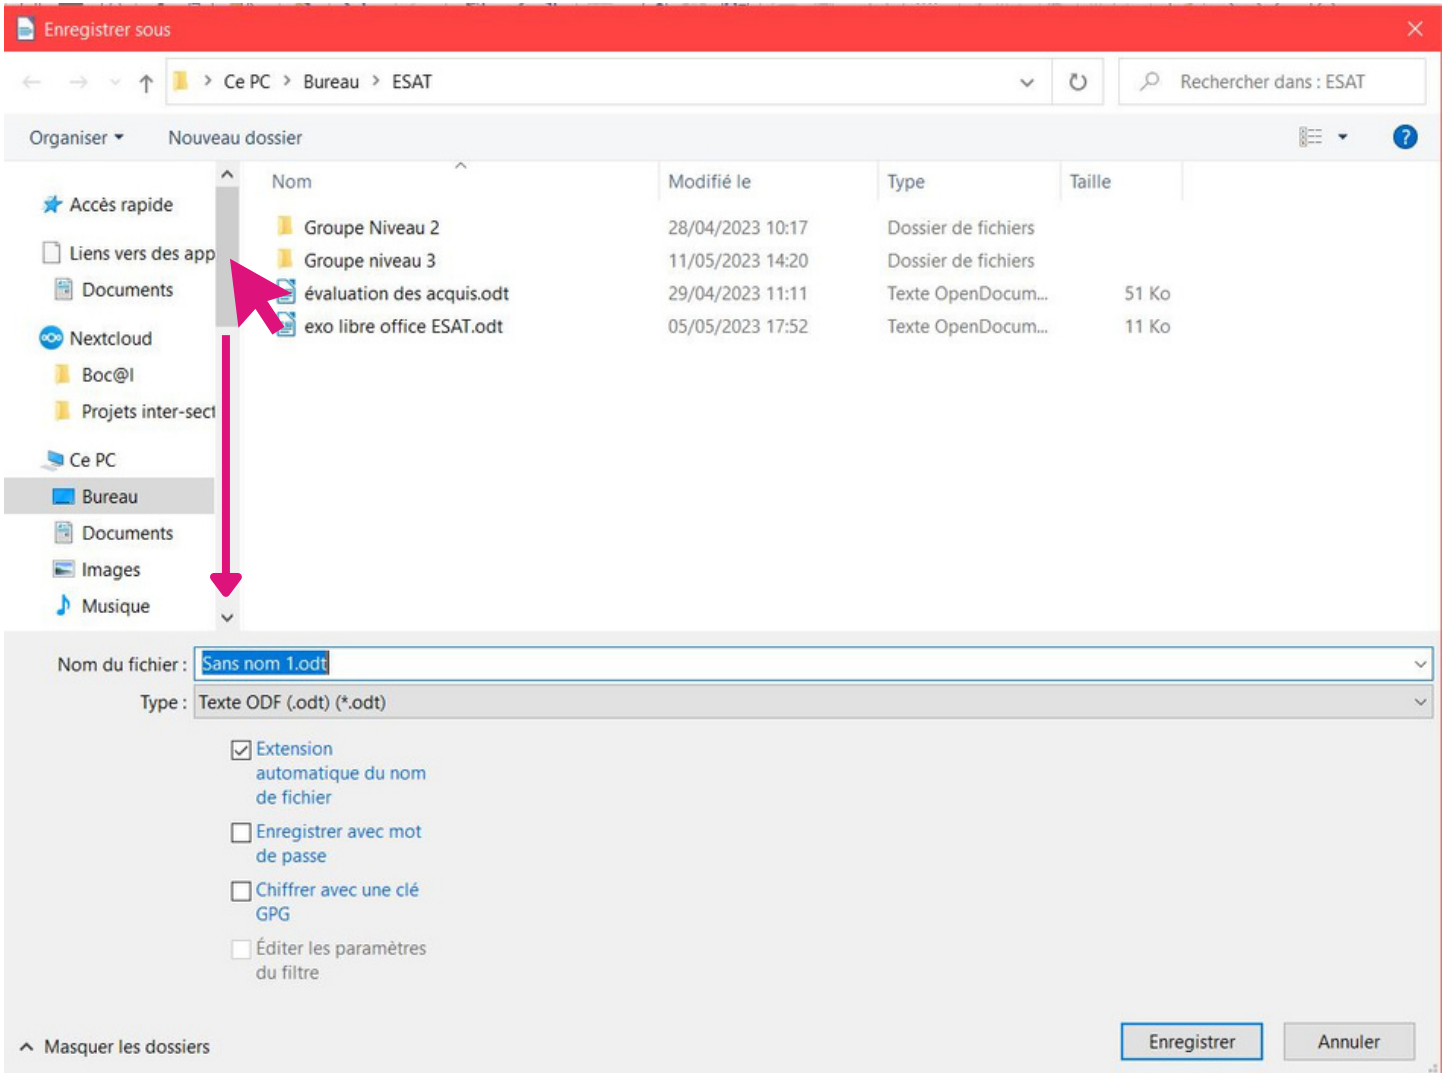 Enregistrer sous
Ce PC > Bureau > ESAT
Rechercher dans : ESAT
Organiser
Nouveau dossier
Nom
Modifié le
Type
Taille
Accès rapide
Liens vers des app
Documents
Nextcloud
Boc@l
Projets inter-sect
Ce PC
Bureau
Documents
Images
Musique
Groupe Niveau 2 28/04/2023 10:17 Dossier de fichiers
Groupe niveau 3 11/05/2023 14:20 Dossier de fichiers
évaluation des acquis.odt 29/04/2023 11:11 Texte OpenDocum... 51 Ko
exo libre office ESAT.odt 05/05/2023 17:52 Texte OpenDocum... 11 Ko
Nom du fichier : Sans nom 1.odt
Type : Texte ODF (.odt) (*.odt)
Extension
automatique du nom
de fichier
Enregistrer avec mot
de passe
Chiffrer avec une clé
GPG
Éditer les paramètres
du filtre
Masquer les dossiers
Enregistrer
Annuler